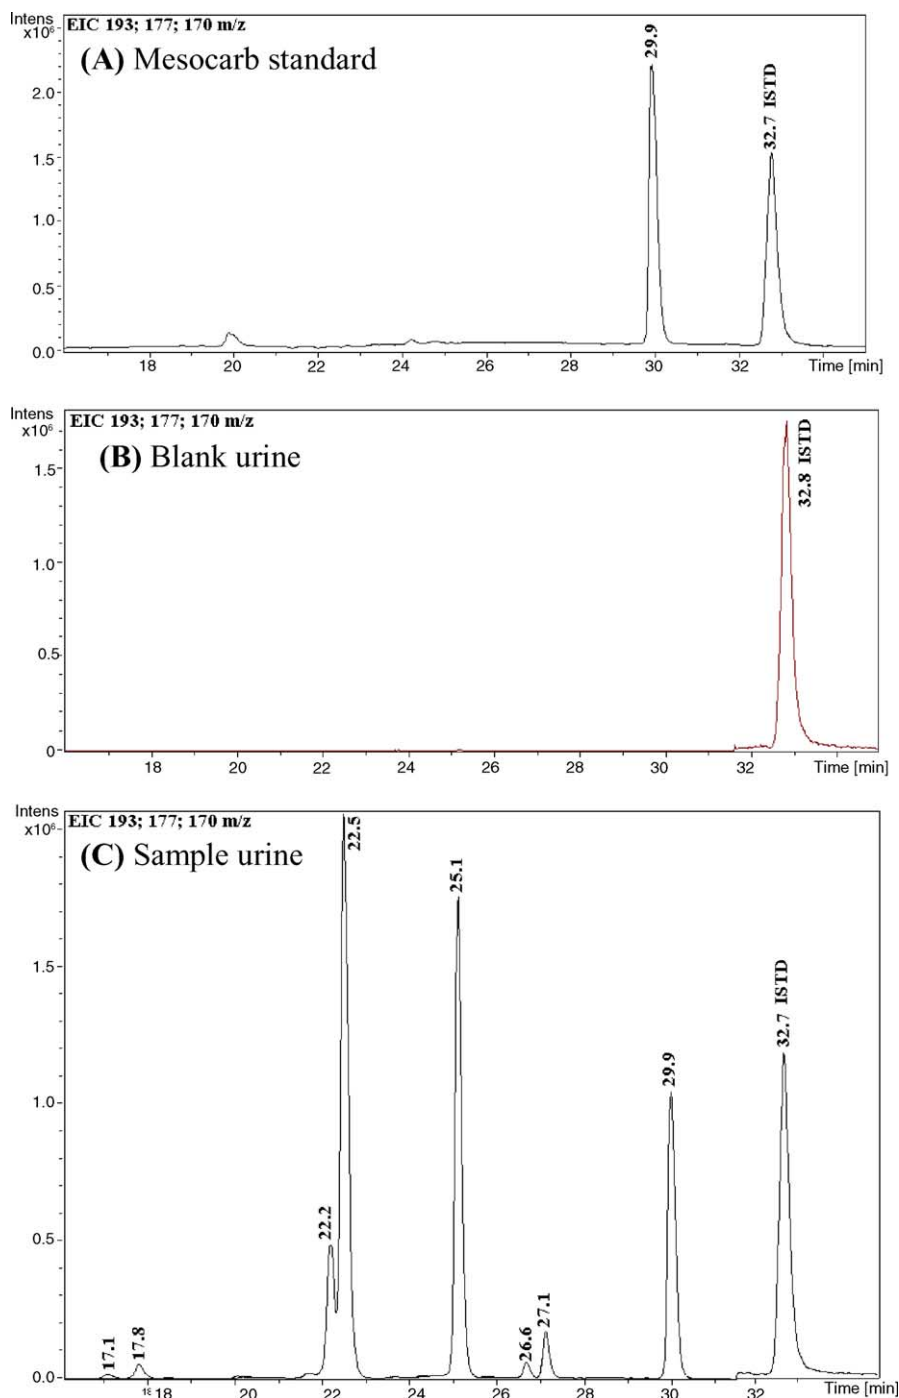 Intens
x10⁶
EIC 193; 177; 170 m/z
(A) Mesocarb standard
29.9
32.7 ISTD
2.0
1.5
1.0
0.5
0.0
18 20 22 24 26 28 30 32 Time [min]
Intens
x10⁶
EIC 193; 177; 170 m/z
(B) Blank urine
32.8 ISTD
1.5
1.0
0.5
0
18 20 22 24 26 28 30 32 Time [min]
Intens
x10⁶
EIC 193; 177; 170 m/z
(C) Sample urine
22.5
25.1
32.7 ISTD
29.9
22.2
27.1
26.6
17.8
17.1
1.5
1.0
0.5
0.0
18 18 20 22 24 26 28 30 32 Time [min]